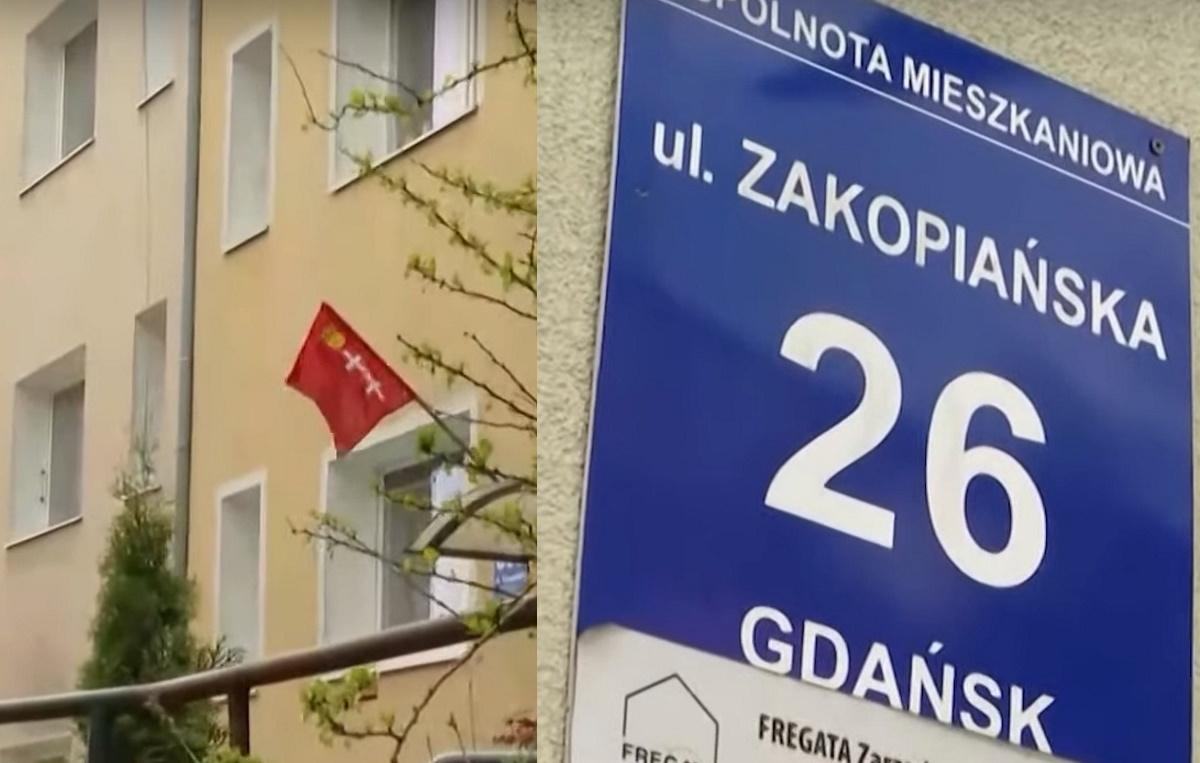 MIESZKANIOWA
ul. ZAKOPIAŃSKA
26
GDAŃSK
FREGATA